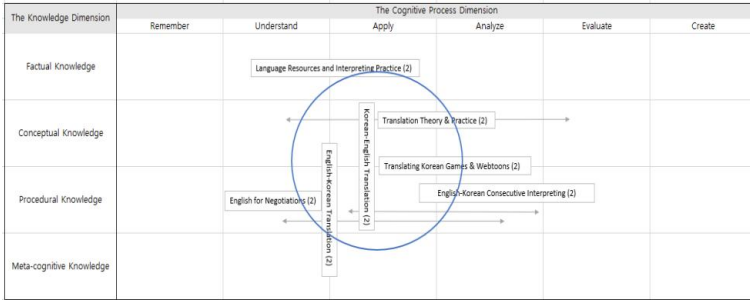 The Knowledge Dimension
The Cognitive Process Dimension
Remember Understand Apply Analyze Evaluate Create
Factual Knowledge
Language Resources and Interpreting Practice (2)
Conceptual Knowledge
Korean-English Translation (2)
Translation Theory & Practice (2)
English-Korean Translation (2)
Translating Korean Games & Webtoons (2)
Procedural Knowledge
English for Negotiations (2)
English-Korean Consecutive Interpreting (2)
Meta-cognitive Knowledge